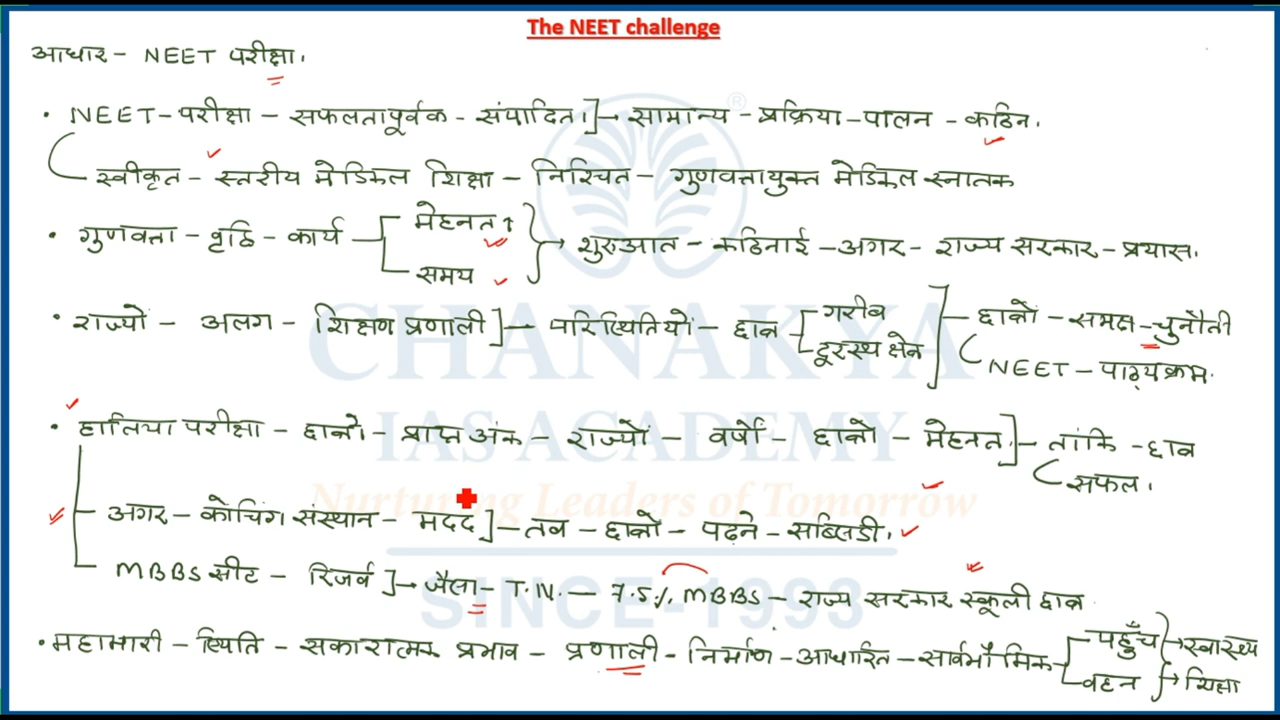 The NEET challenge
आधार - NEET परीक्षा.
• NEET - परीक्षा - सफलतापूर्वक - संपादित.] → सामान्य - प्रक्रिया - पालन - कठिन.
स्वीकृत - स्तरीय मेडिकल शिक्षा - निश्चित - गुणवत्तायुक्त मेडिकल स्नातक
• गुणवत्ता - वृद्धि - कार्य [ मेहनत↑ समय } → शुरुआत - कठिनाई - अगर - राज्य सरकार - प्रयास.
• राज्यों - अलग - शिक्षण प्रणाली] - परिस्थितियों - छात्र [ गरीब दूरस्थ क्षेत्र ] - छात्रों - समक्ष - चुनौती
NEET - पाठ्यक्रम.
• हालिया परीक्षा - छात्रों - प्राप्त अंक - राज्यों - वर्षों - छात्रों - मेहनत.] - ताकि - छात्र
सफल.
अगर - कोचिंग संस्थान - मदद] - तब - छात्रों - पढ़ने - सब्सिडी.
MBBS सीट - रिजर्व] → जैसा - T.N. - 7.5% MBBS - राज्य सरकार स्कूली छात्र
• महामारी - स्थिति - सकारात्मक प्रभाव - प्रणाली - निर्माण - आधारित - सार्वभौमिक [ पहुँच वहन } → स्वास्थ्य → शिक्षा
CHANAKYA
IAS ACADEMY
Nurturing Leaders of Tomorrow
SINCE-1993